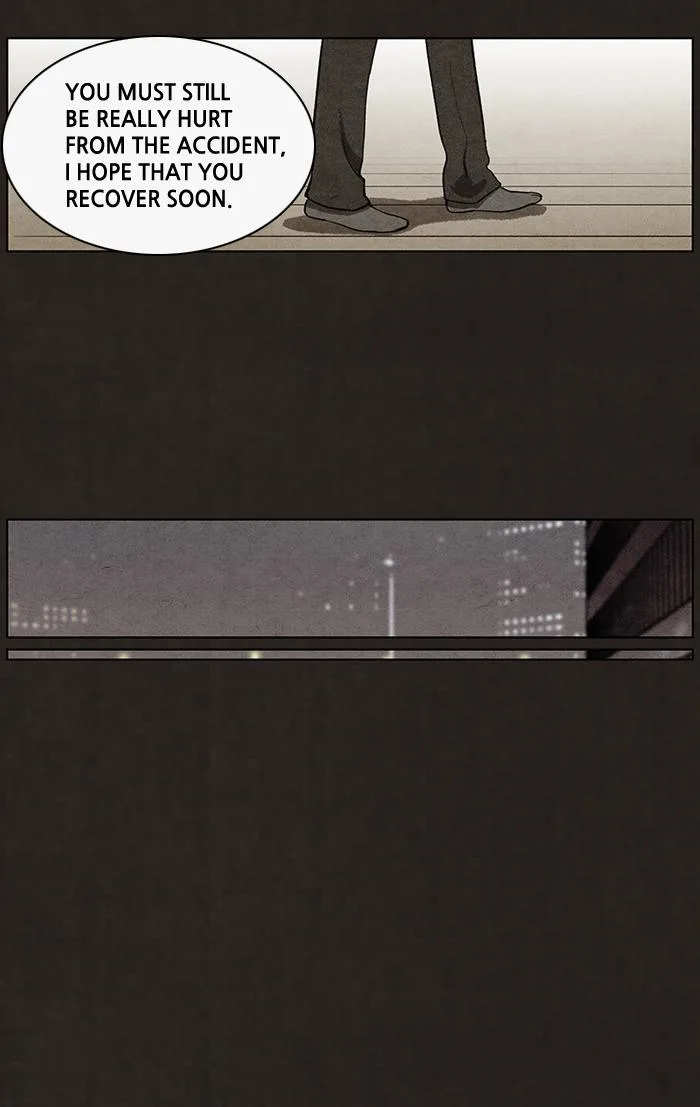 YOU MUST STILL
BE REALLY HURT
FROM THE ACCIDENT,
I HOPE THAT YOU
RECOVER SOON.